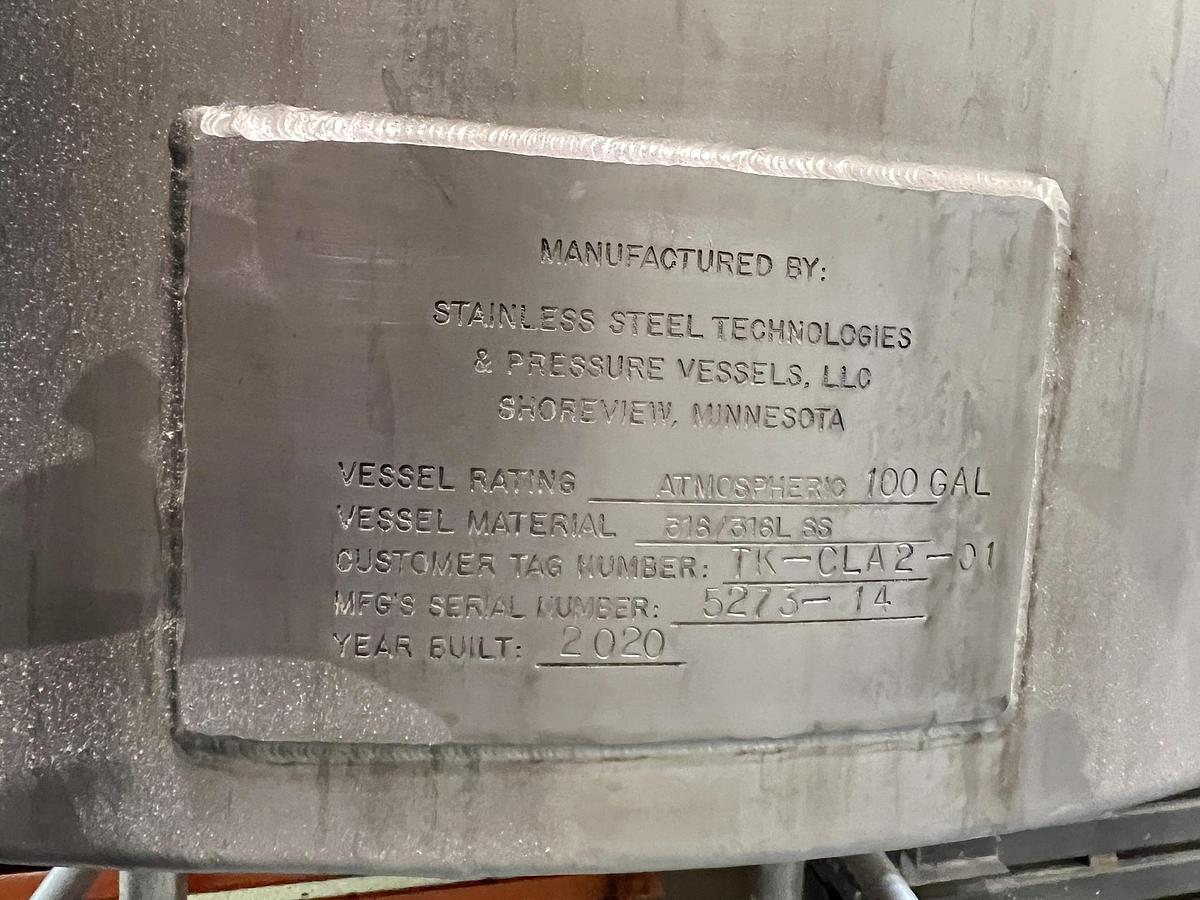 MANUFACTURED BY:
STAINLESS STEEL TECHNOLOGIES
& PRESSURE VESSELS, LLC
SHOREVIEW, MINNESOTA
VESSEL RATING ATMOSPHERIC 100 GAL
VESSEL MATERIAL 316/316L SS
CUSTOMER TAG NUMBER: TK-CLA2-01
MFG'S SERIAL NUMBER: 5273-14
YEAR BUILT: 2020